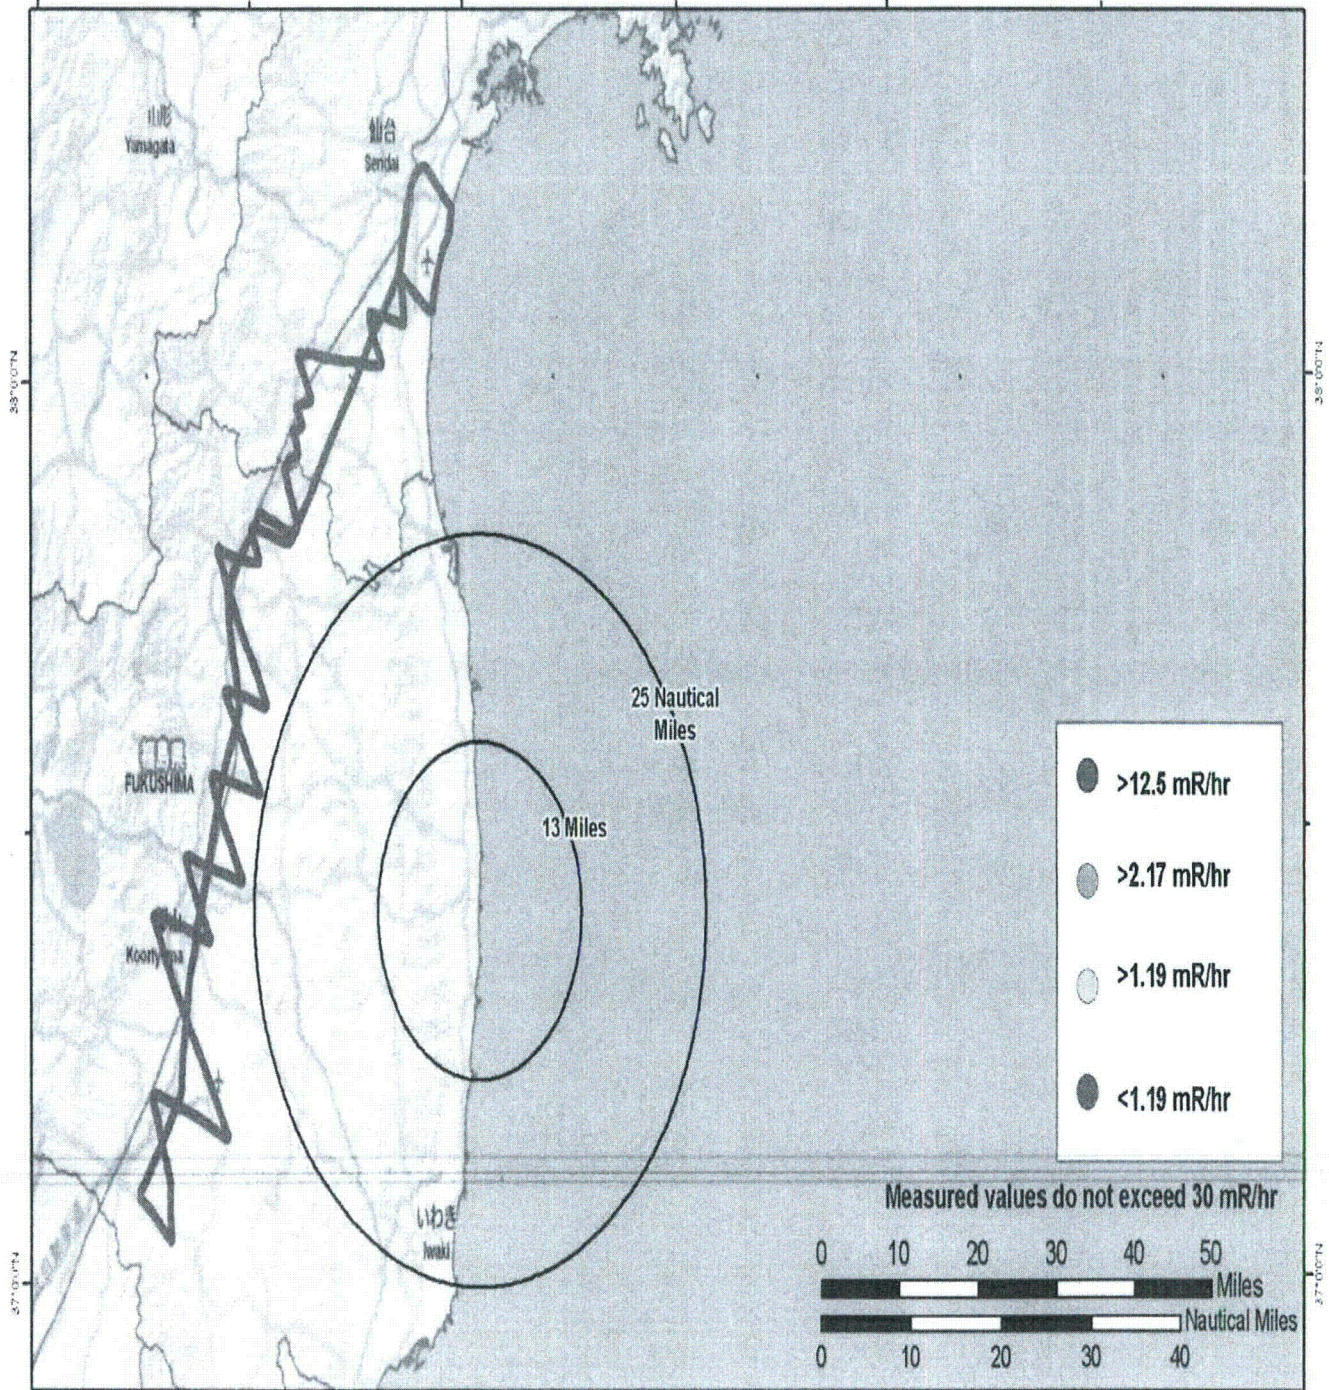 山形
Yamagata
仙台
Sendai
38°0'0"N
38°0'0"N
25 Nautical
Miles
FUKUSHIMA
13 Miles
>12.5 mR/hr
>2.17 mR/hr
>1.19 mR/hr
<1.19 mR/hr
いわき
Iwaki
Measured values do not exceed 30 mR/hr
0 10 20 30 40 50
Miles
Nautical Miles
0 10 20 30 40
37°0'0"N
37°0'0"N